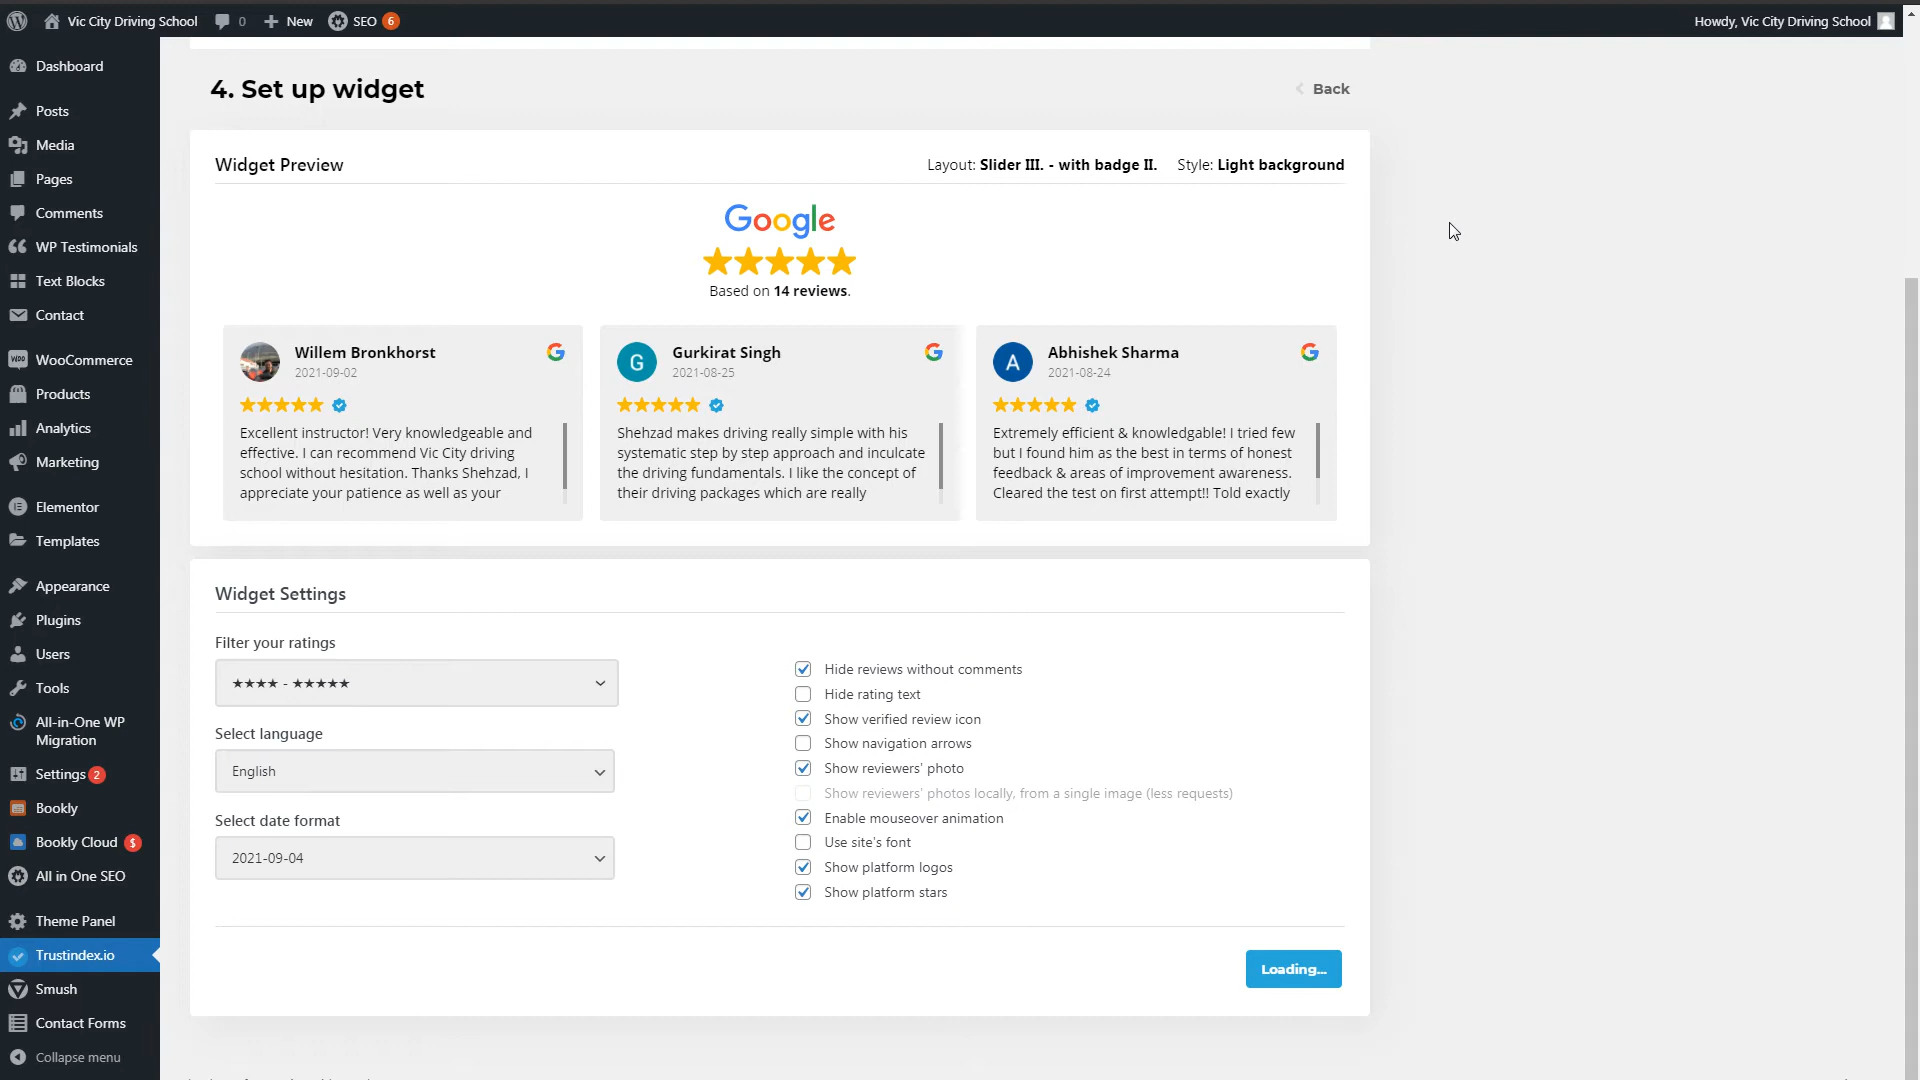 Vic City Driving School
0
New
SEO 6
Howdy, Vic City Driving School
Dashboard
Posts
Media
Pages
Comments
WP Testimonials
Text Blocks
Contact
WooCommerce
Products
Analytics
Marketing
Elementor
Templates
Appearance
Plugins
Users
Tools
All-in-One WP
Migration
Settings 2
Bookly
Bookly Cloud $
All in One SEO
Theme Panel
Trustindex.io
Smush
Contact Forms
Collapse menu
4. Set up widget
Back
Widget Preview
Layout: Slider III. - with badge II. Style: Light background
Google
Based on 14 reviews.
Willem Bronkhorst
2021-09-02
Excellent instructor! Very knowledgeable and
effective. I can recommend Vic City driving
school without hesitation. Thanks Shehzad, I
appreciate your patience as well as your
G
Gurkirat Singh
2021-08-25
Shehzad makes driving really simple with his
systematic step by step approach and inculcate
the driving fundamentals. I like the concept of
their driving packages which are really
A
Abhishek Sharma
2021-08-24
Extremely efficient & knowledgable! I tried few
but I found him as the best in terms of honest
feedback & areas of improvement awareness.
Cleared the test on first attempt!! Told exactly
Widget Settings
Filter your ratings
★★★★ - ★★★★★
Select language
English
Select date format
2021-09-04
Hide reviews without comments
Hide rating text
Show verified review icon
Show navigation arrows
Show reviewers' photo
Show reviewers' photos locally, from a single image (less requests)
Enable mouseover animation
Use site's font
Show platform logos
Show platform stars
Loading...